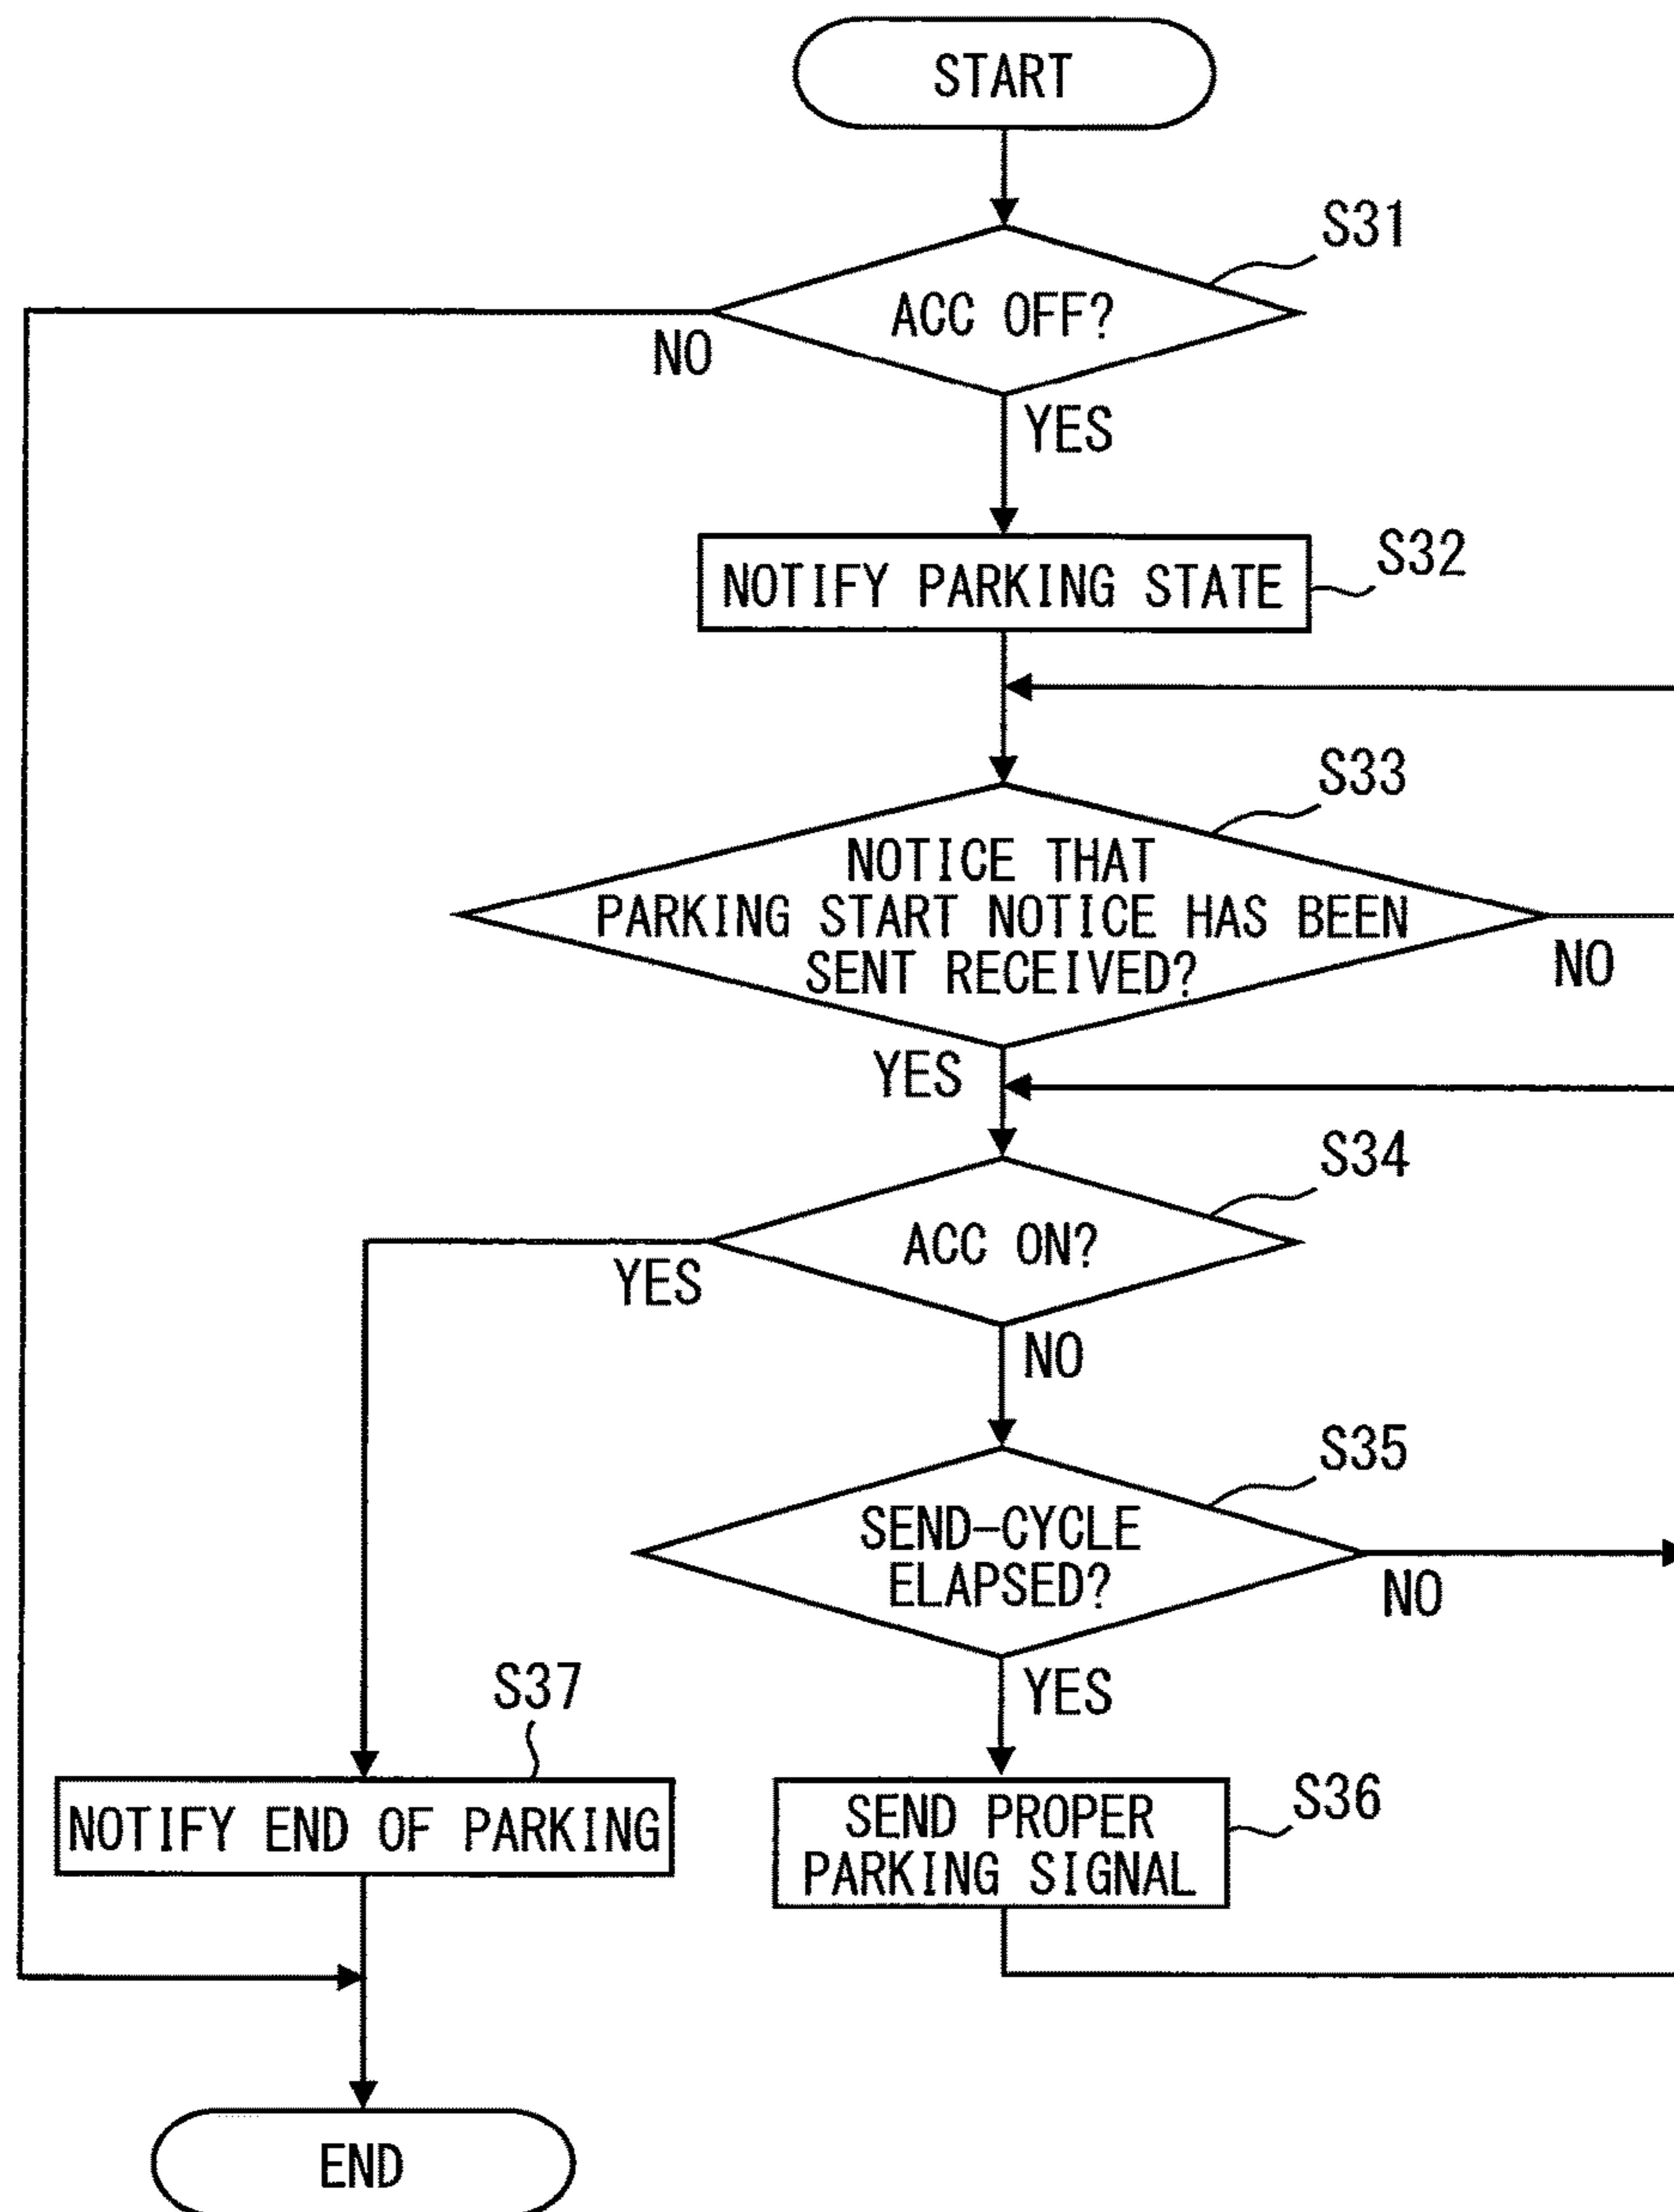 START
S31
ACC OFF?
NO
YES
S32
NOTIFY PARKING STATE
S33
NOTICE THAT
PARKING START NOTICE HAS BEEN
SENT RECEIVED?
NO
YES
S34
ACC ON?
YES
NO
S35
SEND-CYCLE
ELAPSED?
NO
YES
S37
NOTIFY END OF PARKING
S36
SEND PROPER
PARKING SIGNAL
END